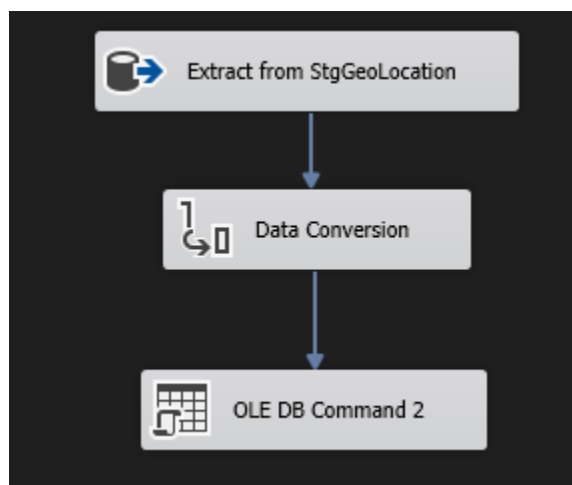 Extract from StgGeoLocation
Data Conversion
OLE DB Command 2